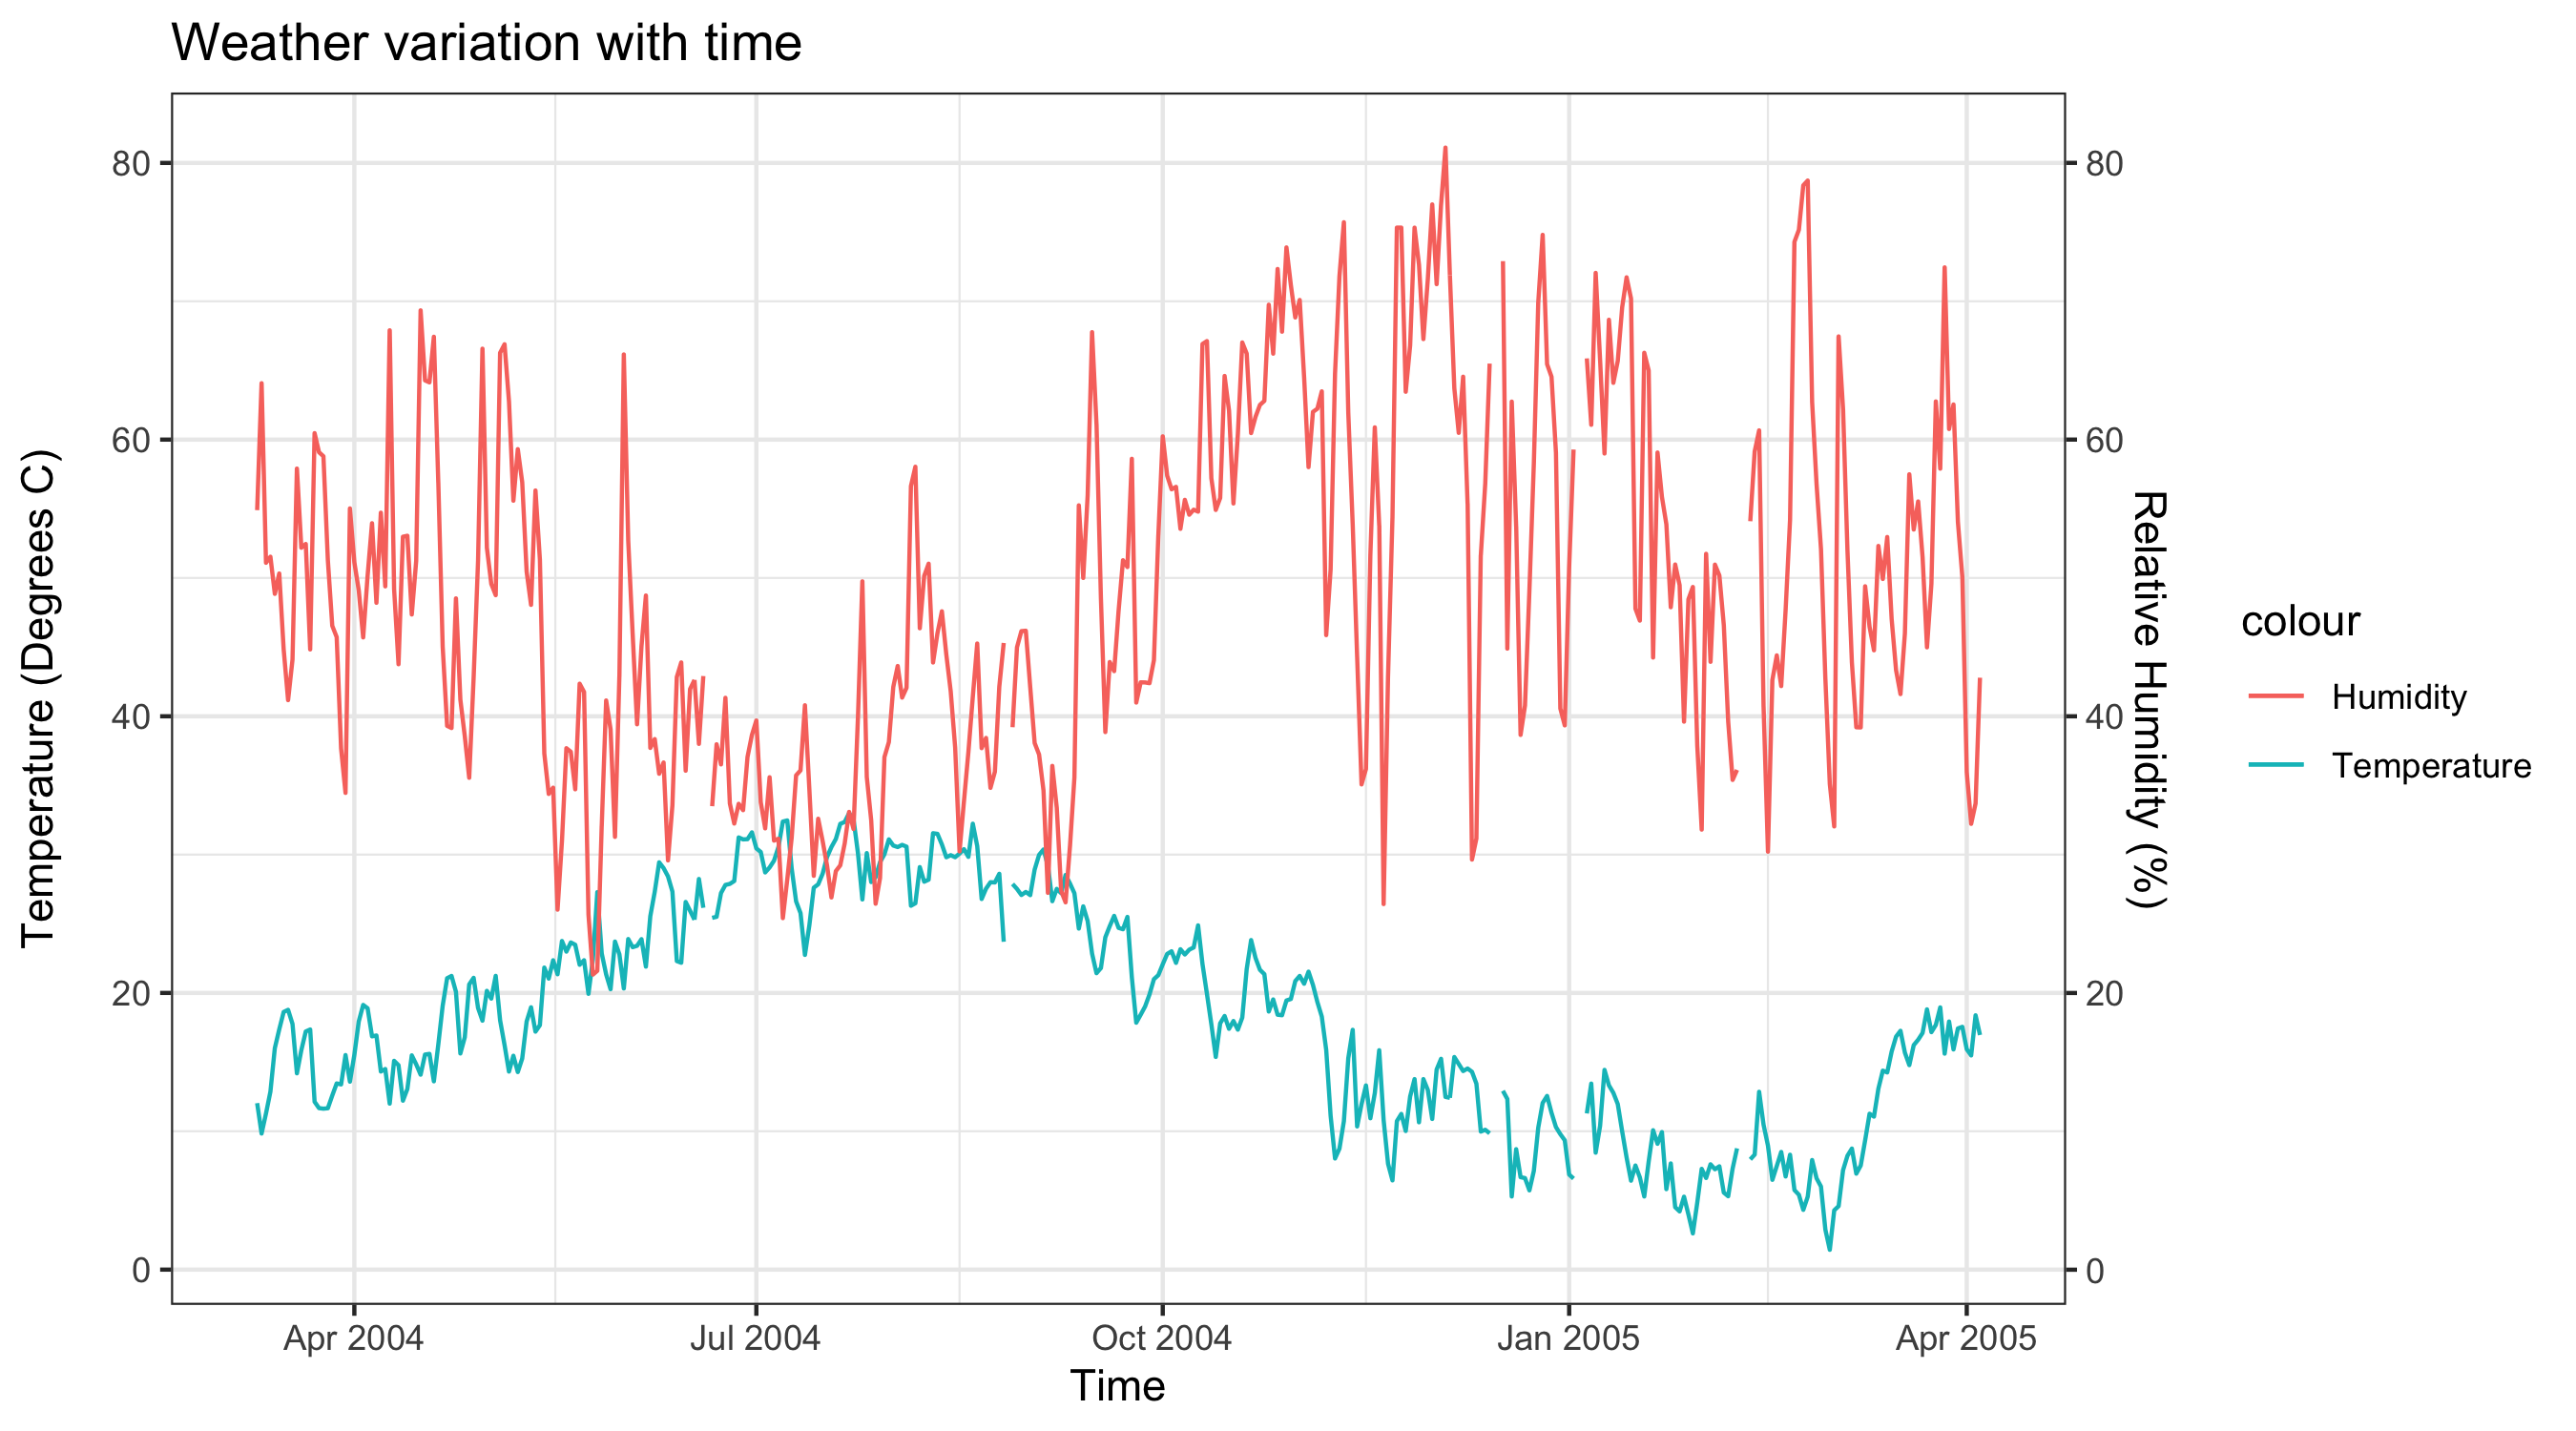 Weather variation with time
Temperature (Degrees C)
80
60
40
20
0
80
60
40
20
0
Relative Humidity (%)
Apr 2004
Jul 2004
Oct 2004
Jan 2005
Apr 2005
Time
colour
Humidity
Temperature